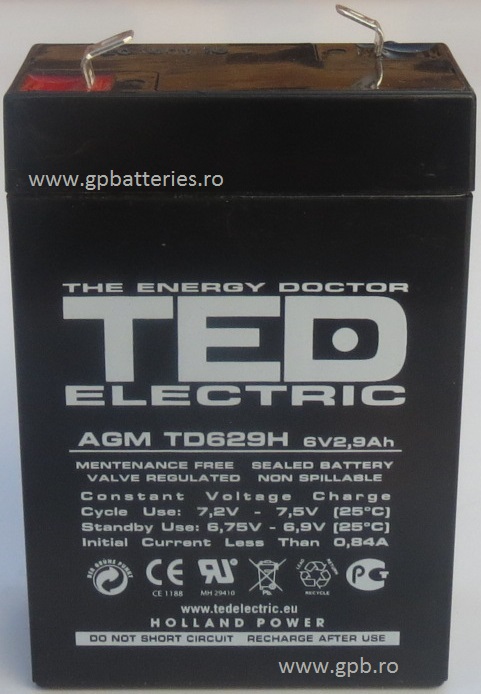 www.gpbatteries.ro
THE ENERGY DOCTOR
TED
ELECTRIC
AGM TD629H 6V2,9Ah
MENTENANCE FREE SEALED BATTERY
VALVE REGULATED NON SPILLABLE
Constant Voltage Charge
Cycle Use: 7,2V - 7,5V (25°C)
Standby Use: 6,75V - 6,9V (25°C)
Initial Current Less Than 0,84A
CE 1188 MH 29410 RECYCLE
www.tedelectric.eu
HOLLAND POWER
DO NOT SHORT CIRCUIT RECHARGE AFTER USE
www.gpb.ro